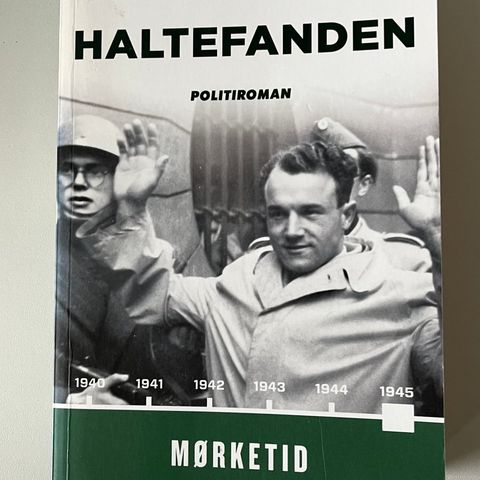 HALTEFANDEN
POLITIROMAN
1940 1941 1942 1943 1944 1945
MØRKETID